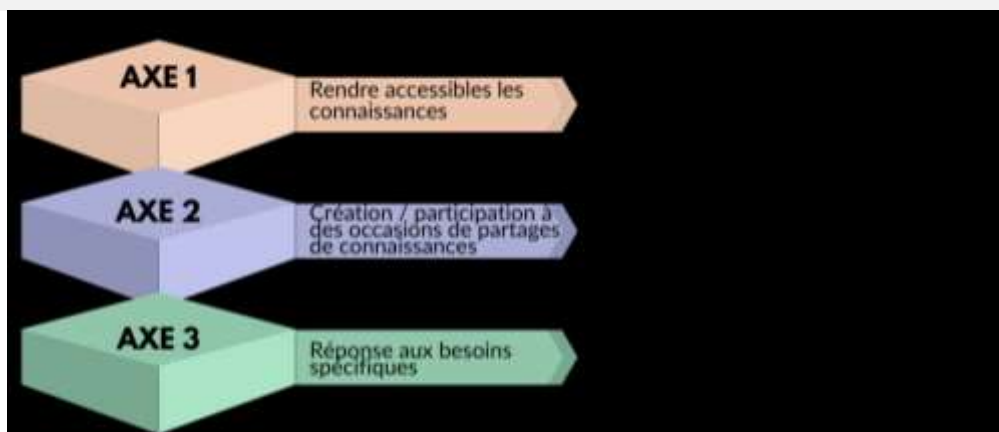 AXE 1
Rendre accessibles les
connaissances
AXE 2
Création / participation à
des occasions de partages
de connaissances
AXE 3
Réponse aux besoins
spécifiques